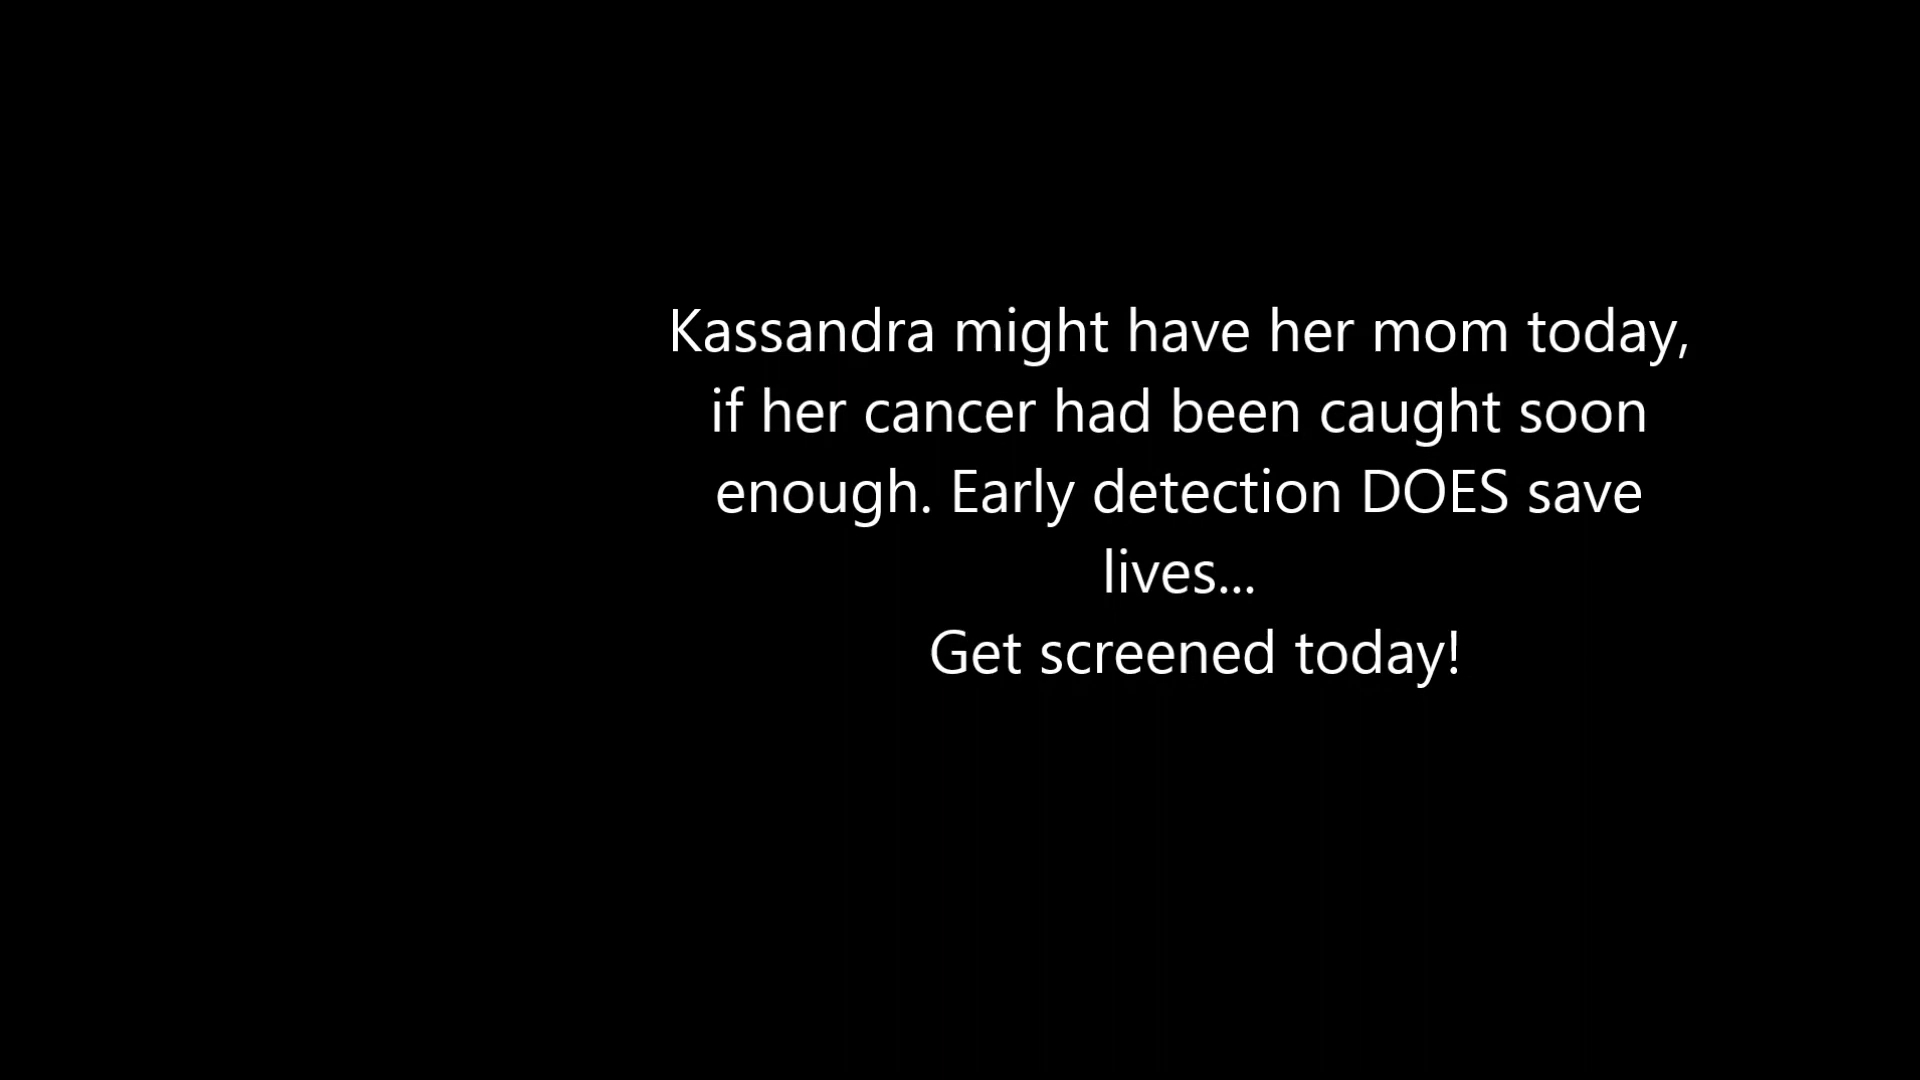 Kassandra might have her mom today,
if her cancer had been caught soon
enough. Early detection DOES save
lives...
Get screened today!